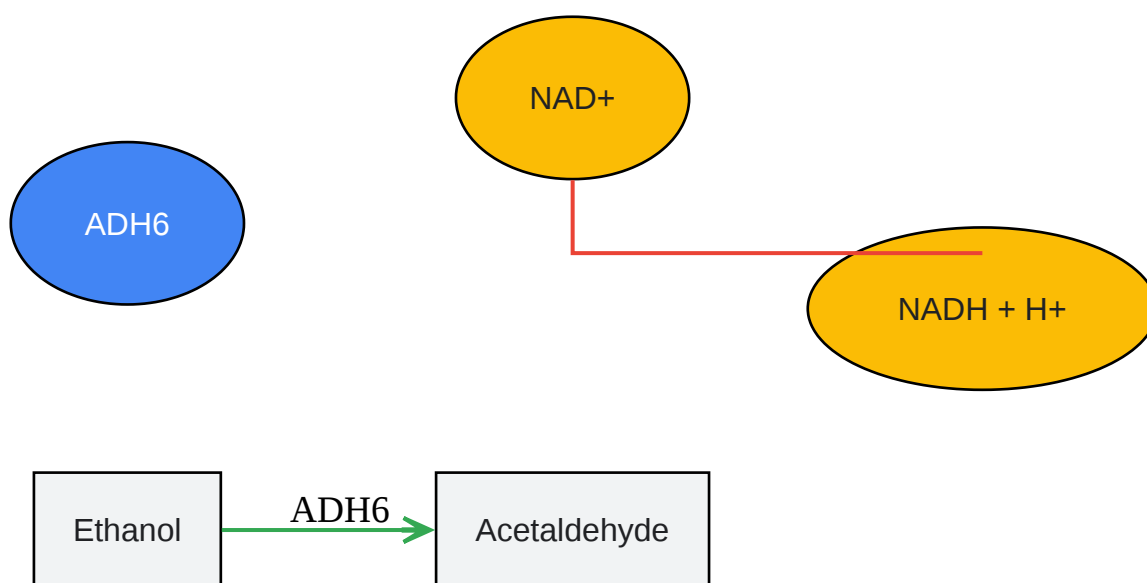 NAD+
ADH6
NADH + H+
ADH6
Ethanol
Acetaldehyde